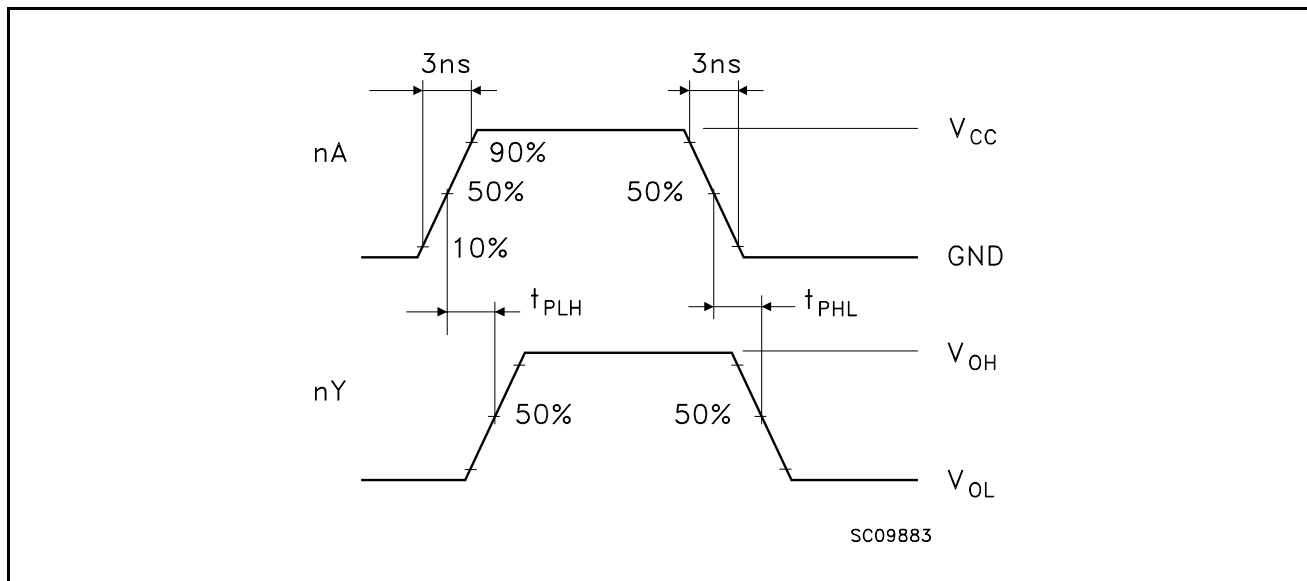 3ns 3ns
nA 90% V_CC
50% 50%
10% GND
t_PLH t_PHL
V_OH
nY 50% 50%
V_OL
SC09883